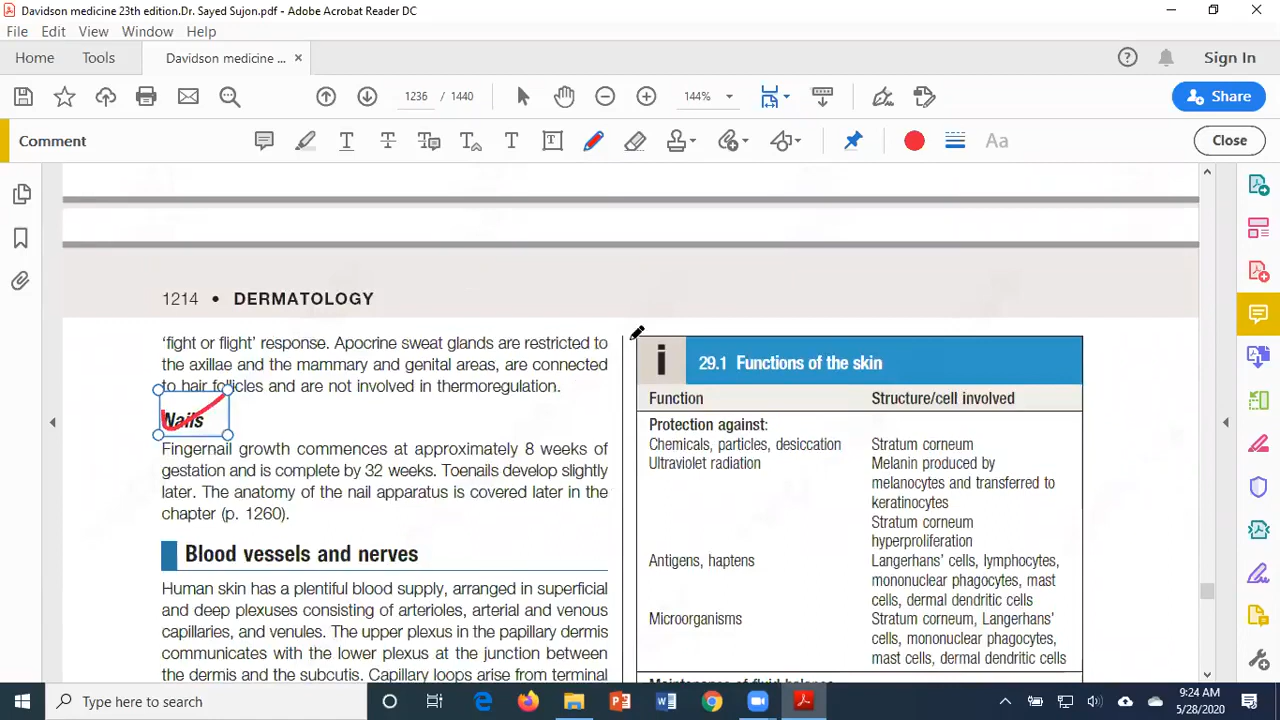 Davidson medicine 23th edition.Dr. Sayed Sujon.pdf - Adobe Acrobat Reader DC
File Edit View Window Help
Home Tools Davidson medicine ... ×
Sign In
1236 / 1440
144%
Share
Comment
Aa
Close
1214 • DERMATOLOGY
'fight or flight' response. Apocrine sweat glands are restricted to
the axillae and the mammary and genital areas, are connected
to hair follicles and are not involved in thermoregulation.
Nails
Fingernail growth commences at approximately 8 weeks of
gestation and is complete by 32 weeks. Toenails develop slightly
later. The anatomy of the nail apparatus is covered later in the
chapter (p. 1260).
Blood vessels and nerves
Human skin has a plentiful blood supply, arranged in superficial
and deep plexuses consisting of arterioles, arterial and venous
capillaries, and venules. The upper plexus in the papillary dermis
communicates with the lower plexus at the junction between
the dermis and the subcutis. Capillary loops arise from terminal
i 29.1 Functions of the skin
Function Structure/cell involved
Protection against:
Chemicals, particles, desiccation Stratum corneum
Ultraviolet radiation Melanin produced by
melanocytes and transferred to
keratinocytes
Stratum corneum
hyperproliferation
Antigens, haptens Langerhans' cells, lymphocytes,
mononuclear phagocytes, mast
cells, dermal dendritic cells
Microorganisms Stratum corneum, Langerhans'
cells, mononuclear phagocytes,
mast cells, dermal dendritic cells
Maintenance of fluid balance
Type here to search
9:24 AM
5/28/2020